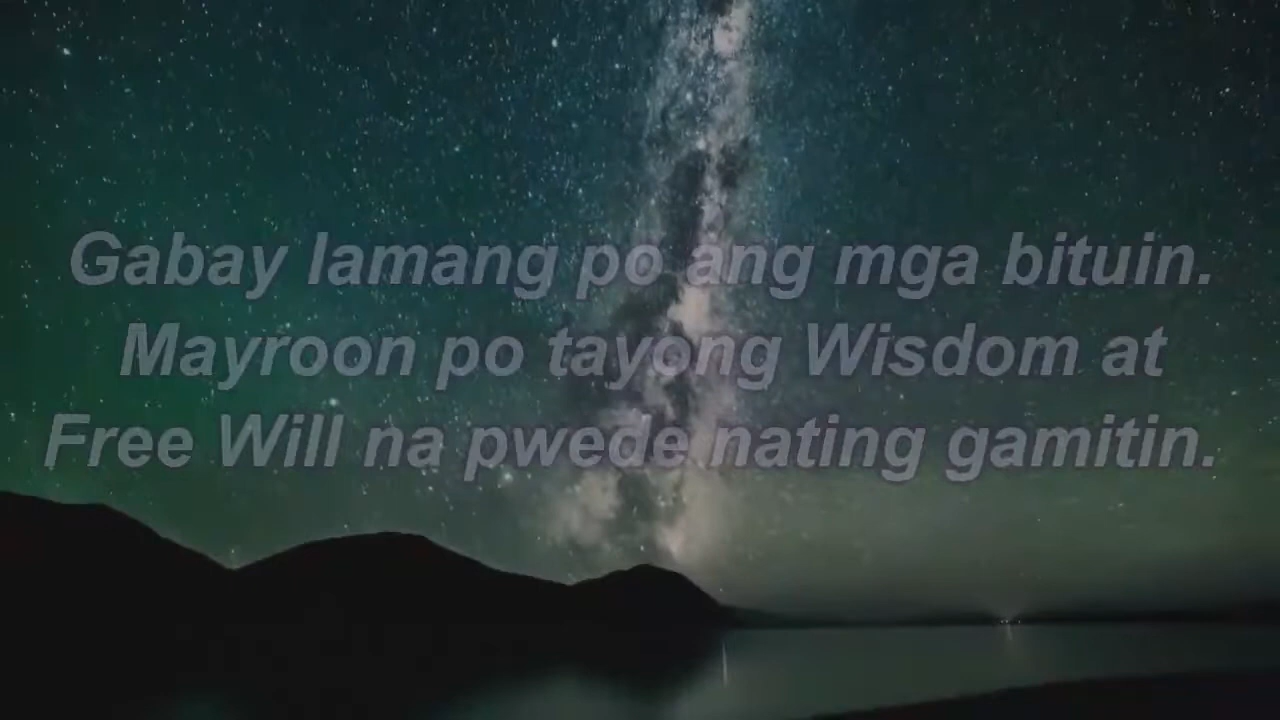 Gabay lamang po ang mga bituin.
Mayroon po tayong Wisdom at
Free Will na pwede nating gamitin.